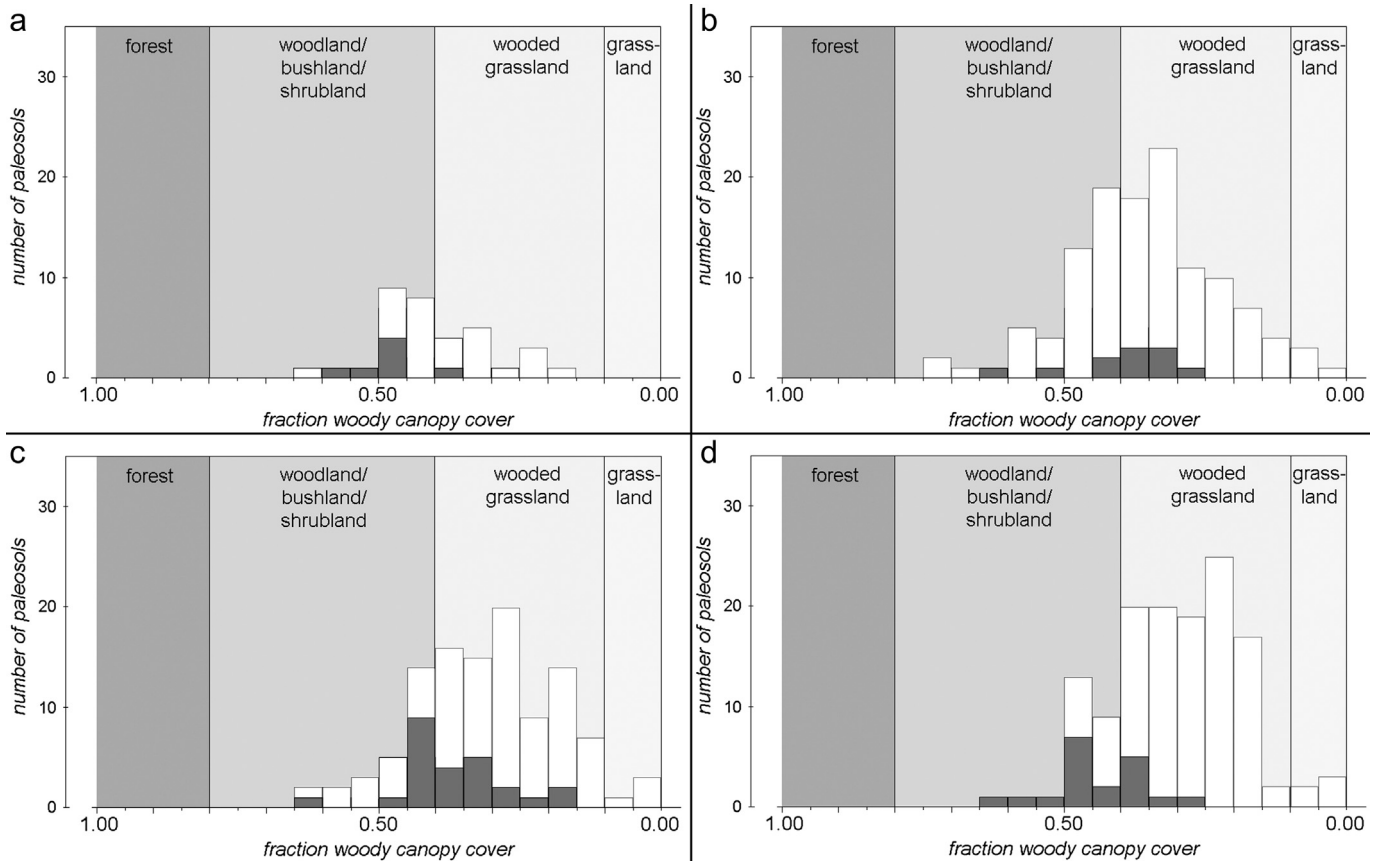 a
forest
woodland/
bushland/
shrubland
wooded
grassland
grass-
land
30
20
10
0
number of paleosols
1.00
0.50
0.00
fraction woody canopy cover
b
forest
woodland/
bushland/
shrubland
wooded
grassland
grass-
land
30
20
10
0
number of paleosols
1.00
0.50
0.00
fraction woody canopy cover
c
forest
woodland/
bushland/
shrubland
wooded
grassland
grass-
land
30
20
10
0
number of paleosols
1.00
0.50
0.00
fraction woody canopy cover
d
forest
woodland/
bushland/
shrubland
wooded
grassland
grass-
land
30
20
10
0
number of paleosols
1.00
0.50
0.00
fraction woody canopy cover